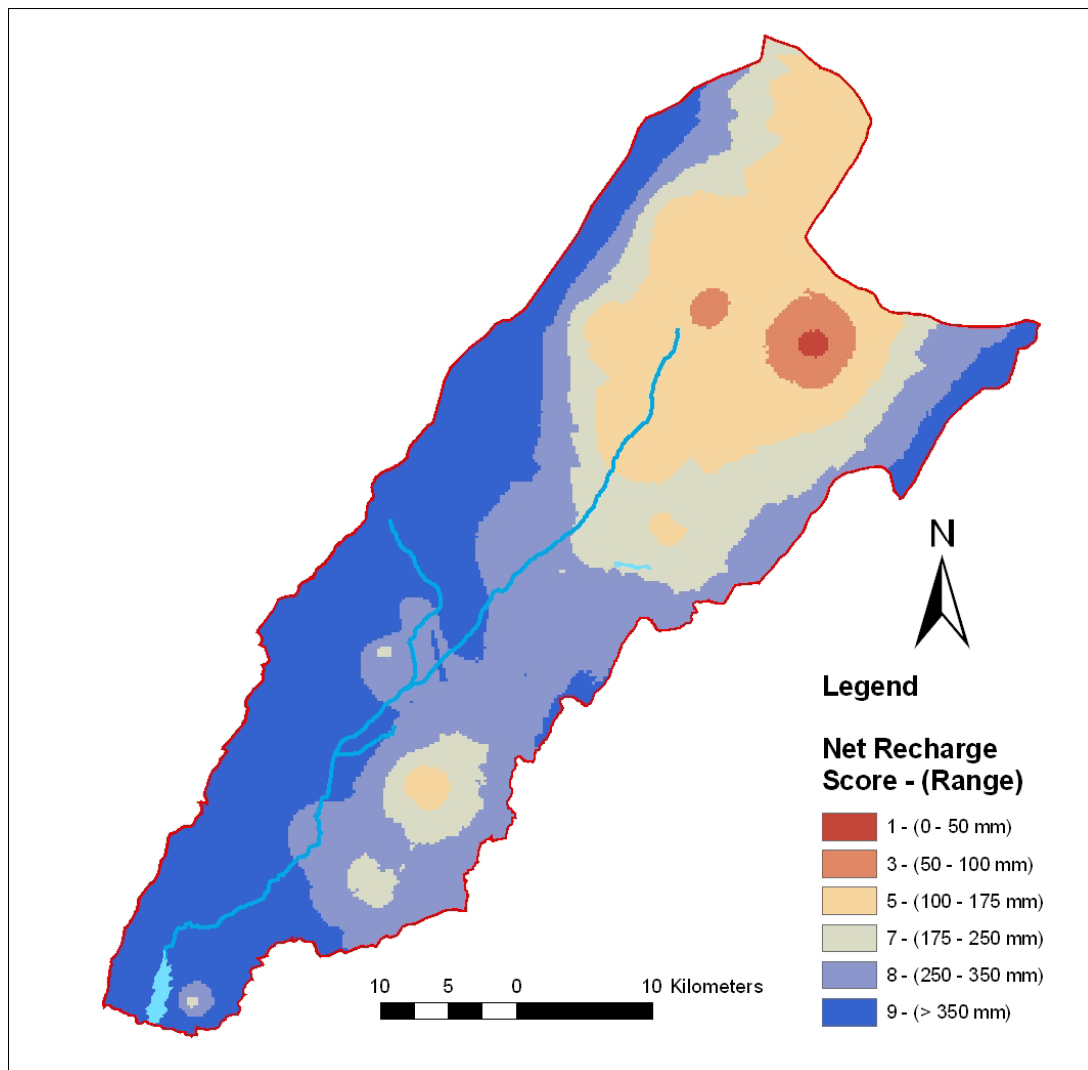 N
Legend
Net Recharge
Score - (Range)
1 - (0 - 50 mm)
3 - (50 - 100 mm)
5 - (100 - 175 mm)
7 - (175 - 250 mm)
8 - (250 - 350 mm)
9 - (> 350 mm)
10 5 0 10 Kilometers